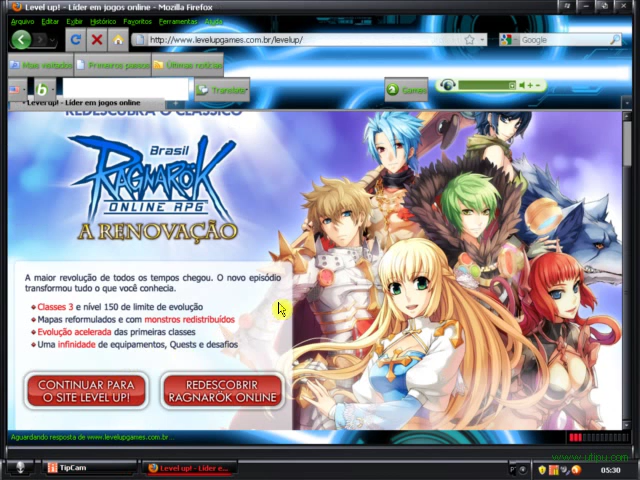 Level up! - Líder em jogos online - Mozilla Firefox
Arquivo Editar Exibir Histórico Favoritos Ferramentas Ajuda
http://www.levelupgames.com.br/levelup/
Google
Mais visitados Primeiros passos Últimas notícias
Translate
Games
Level up! - Líder em jogos online
REDESCUBRA O CLÁSSICO
Brasil
RAGNARÖK
ONLINE RPG
A RENOVAÇÃO
A maior revolução de todos os tempos chegou. O novo episódio
transformou tudo o que você conhecia.
Classes 3 e nível 150 de limite de evolução
Mapas reformulados e com monstros redistribuídos
Evolução acelerada das primeiras classes
Uma infinidade de equipamentos, Quests e desafios
CONTINUAR PARA
O SITE LEVEL UP!
REDESCOBRIR
RAGNARÖK ONLINE
Aguardando resposta de www.levelupgames.com.br...
www.utipu.com
TipCam
Level up! - Líder e...
05:30